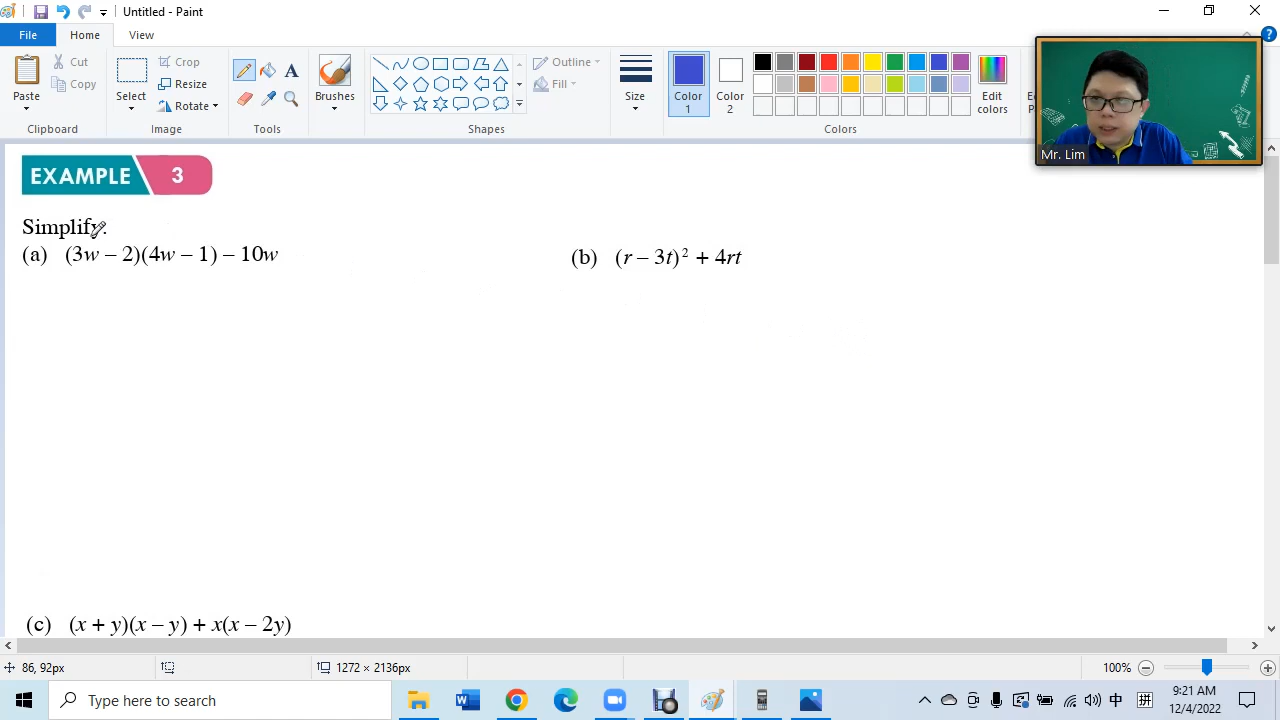 Untitled - Paint
File Home View
Paste Cut Copy Clipboard
Select Crop Resize Rotate Image
A Tools
Brushes
Outline Fill Shapes
Size
Color 1 Color 2 Edit colors Colors
Mr. Lim
EXAMPLE 3
Simplify:
(a) (3w – 2)(4w – 1) – 10w
(b) (r – 3t)² + 4rt
(c) (x + y)(x – y) + x(x – 2y)
86, 92px 1272 × 2136px 100%
Type here to search W 中 拼 9:21 AM
12/4/2022